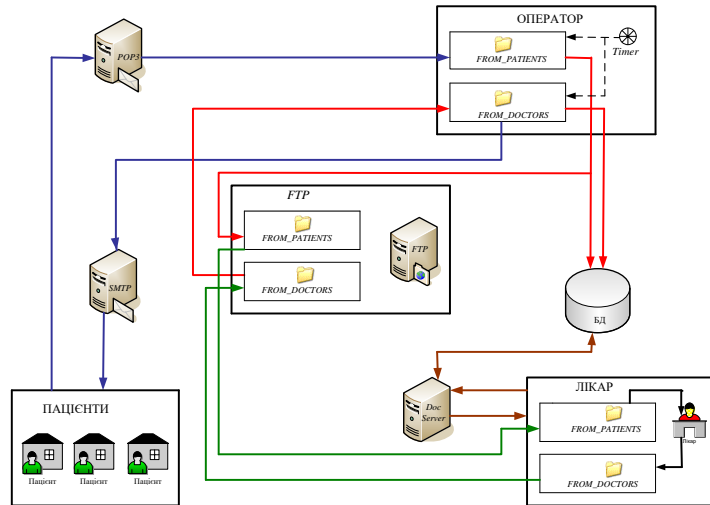 ОПЕРАТОР
POP3
FROM_PATIENTS
Timer
FROM_DOCTORS
FTP
FROM_PATIENTS
FTP
FROM_DOCTORS
SMTP
БД
ПАЦІЄНТИ
Пацієнт
Пацієнт
Пацієнт
Doc
Server
ЛІКАР
FROM_PATIENTS
Лікар
FROM_DOCTORS